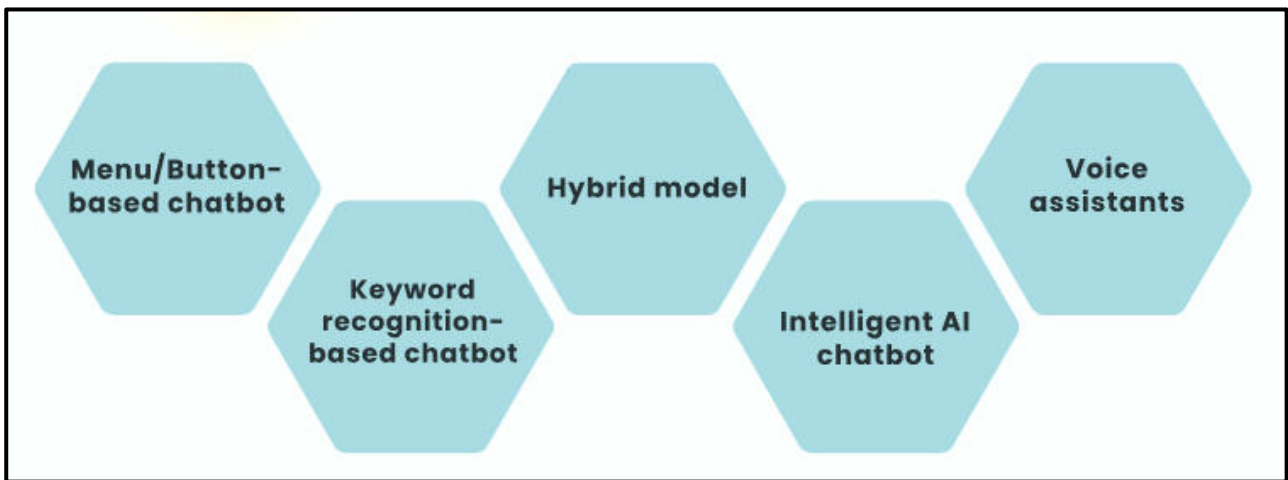 Menu/Button-
based chatbot
Keyword
recognition-
based chatbot
Hybrid model
Intelligent AI
chatbot
Voice
assistants